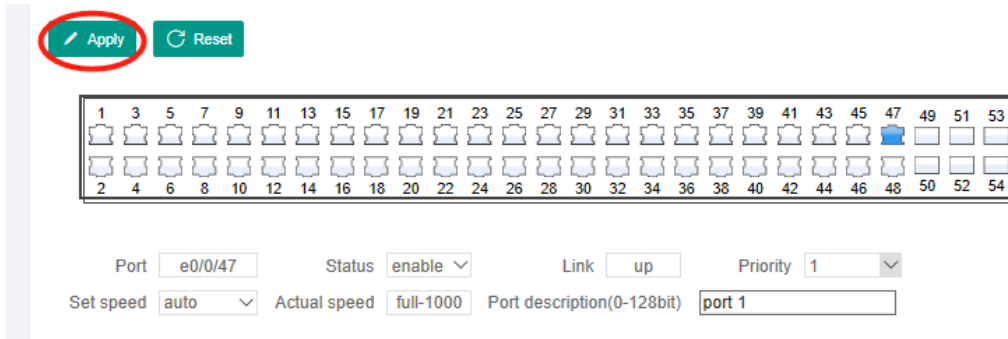 Apply Reset
1 3 5 7 9 11 13 15 17 19 21 23 25 27 29 31 33 35 37 39 41 43 45 47 49 51 53
2 4 6 8 10 12 14 16 18 20 22 24 26 28 30 32 34 36 38 40 42 44 46 48 50 52 54
Port e0/0/47 Status enable Link up Priority 1
Set speed auto Actual speed full-1000 Port description(0-128bit) port 1